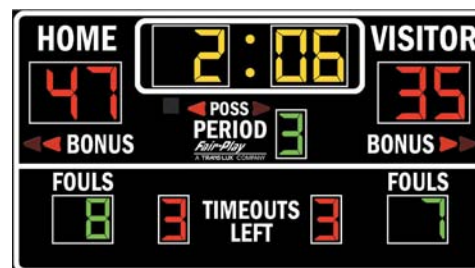 HOME 2:06 VISITOR
47 35
POSS
PERIOD 3
Fair-Play
A TRANS-LUX COMPANY
BONUS BONUS
FOULS FOULS
8 3 TIMEOUTS LEFT 3 7